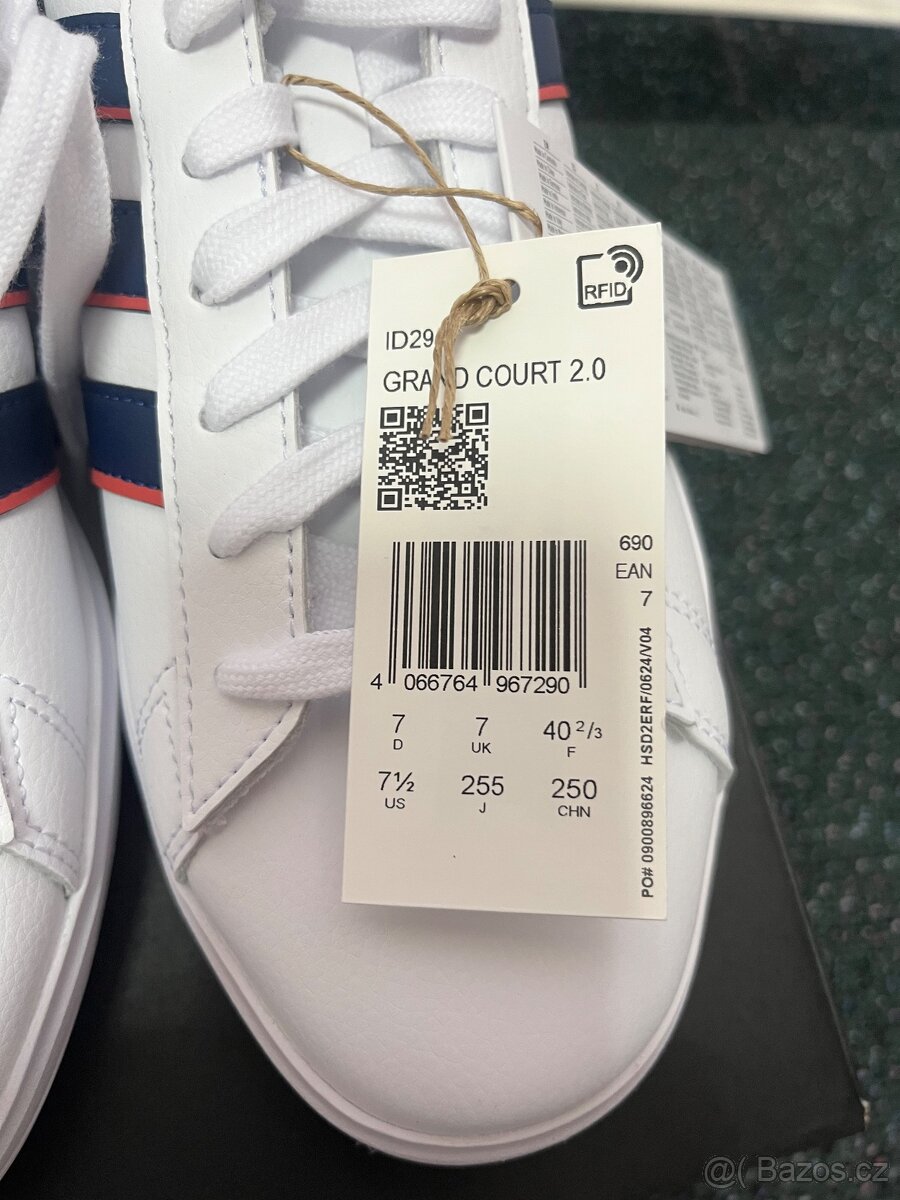 RFID
ID29
GRAND COURT 2.0
690
EAN
7
4 066764 967290
7 7 40 2/3
D UK F
7½ 255 250
US J CHN
PO# 0900896624 HSD2ERF/0624/V04
@( Bazos.cz